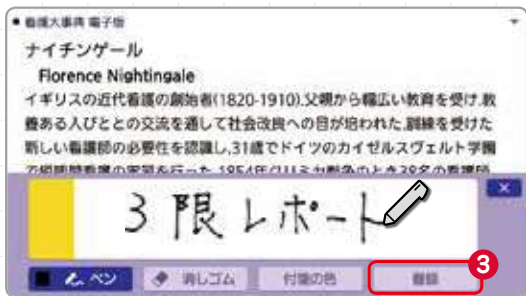 看護大事典 電子版
ナイチンゲール
Florence Nightingale
イギリスの近代看護の創始者(1820-1910).父親から幅広い教育を受け,教
養ある人びととの交流を通して社会改良への目が培われた.訓練を受けた
新しい看護師の必要性を認識し,31歳でドイツのカイゼルスヴェルト学園
3限レポート
ペン 消しゴム 付箋の色 登録
3